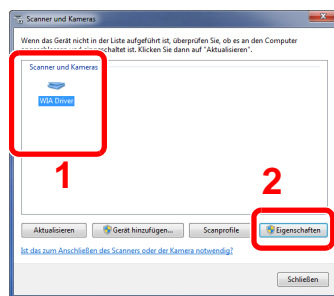 Scanner und Kameras
Wenn das Gerät nicht in der Liste aufgeführt ist, überprüfen Sie, ob es an den Computer
angeschlossen und eingeschaltet ist. Klicken Sie dann auf "Aktualisieren".
Scanner und Kameras
WIA Driver
1
2
Aktualisieren
Gerät hinzufügen...
Scanprofile
Eigenschaften
Ist das zum Anschließen des Scanners oder der Kamera notwendig?
Schließen